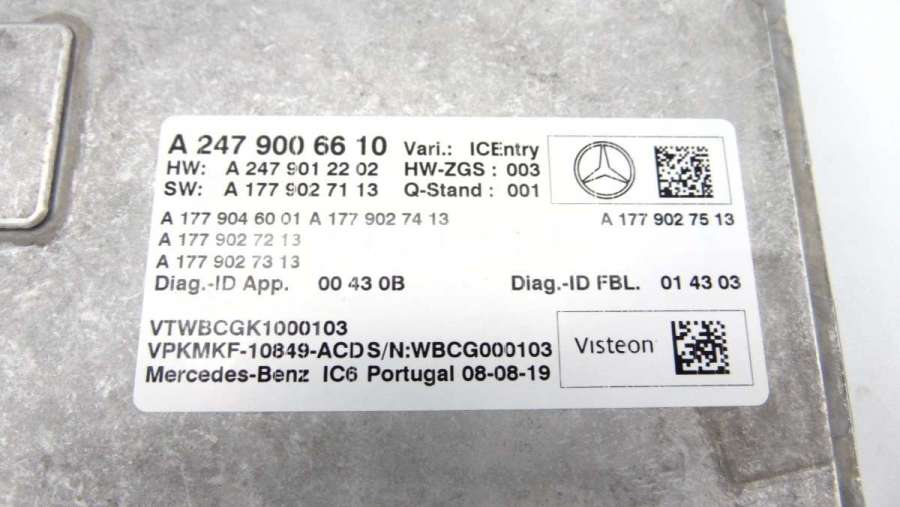 A 247 900 66 10 Vari.: ICEntry
HW: A 247 901 22 02 HW-ZGS : 003
SW: A 177 902 71 13 Q-Stand : 001
A 177 904 60 01 A 177 902 74 13 A 177 902 75 13
A 177 902 72 13
A 177 902 73 13
Diag.-ID App. 00 43 0B Diag.-ID FBL. 01 43 03
VTWBCGK1000103
VPKMKF-10849-ACD S/N:WBCG000103
Mercedes-Benz IC6 Portugal 08-08-19
Visteon